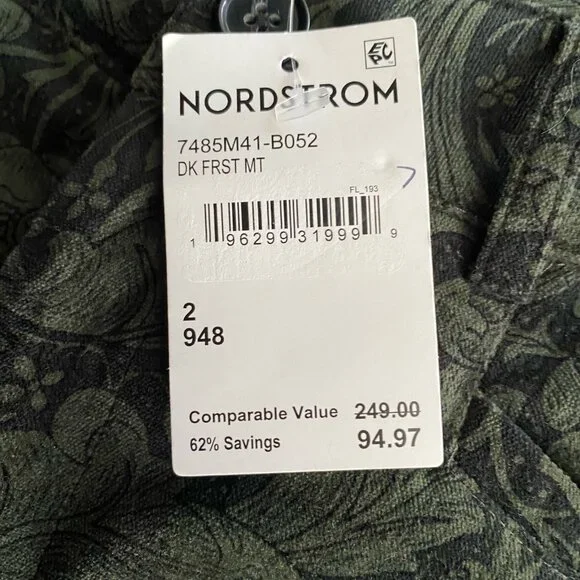 EPC
NORDSTROM
7485M41-B052
DK FRST MT
FL_193
1 96299 31999 9
2
948
Comparable Value 249.00
62% Savings 94.97